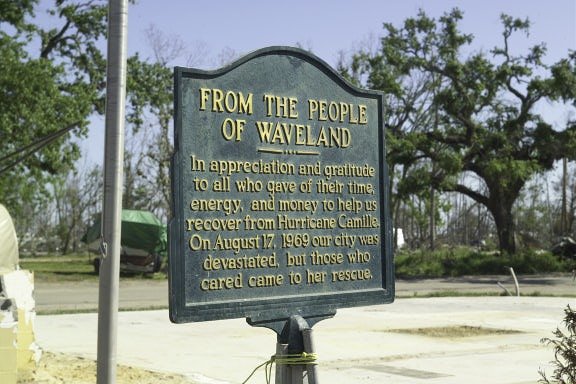 FROM THE PEOPLE
OF WAVELAND
In appreciation and gratitude
to all who gave of their time,
energy, and money to help us
recover from Hurricane Camille.
On August 17, 1969 our city was
devastated, but those who
cared came to her rescue.